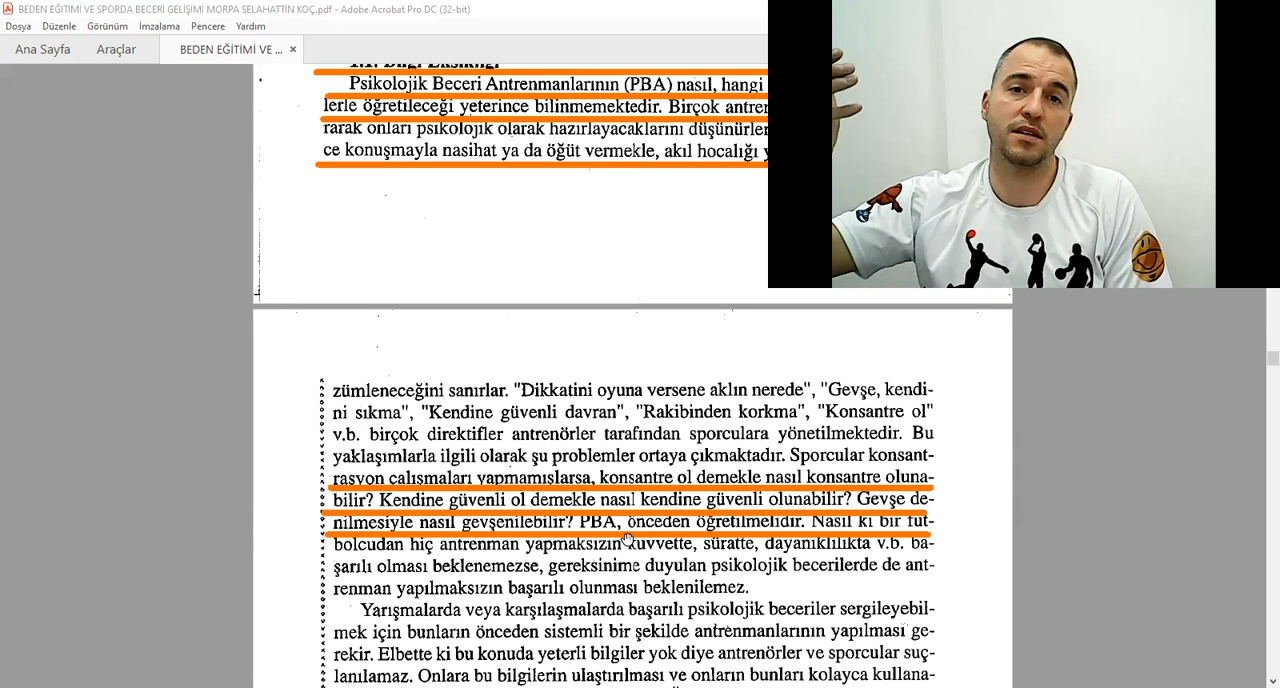 BEDEN EĞİTİMİ VE SPORDA BECERİ GELİŞİMİ MORPA SELAHATTİN KOÇ.pdf - Adobe Acrobat Pro DC (32-bit)
Dosya Düzenle Görünüm İmzalama Pencere Yardım
Ana Sayfa Araçlar BEDEN EĞİTİMİ VE ... ×
1.1. Bilgi Eksikliği
Psikolojik Beceri Antrenmanlarının (PBA) nasıl, hangi
lerle öğretileceği yeterince bilinmemektedir. Birçok antren
rarak onları psikolojik olarak hazırlayacaklarını düşünürler
ce konuşmayla nasihat ya da öğüt vermekle, akıl hocalığı y
zümleneceğini sanırlar. "Dikkatini oyuna versene aklın nerede", "Gevşe, kendi-
ni sıkma", "Kendine güvenli davran", "Rakibinden korkma", "Konsantre ol"
v.b. birçok direktifler antrenörler tarafından sporculara yönetilmektedir. Bu
yaklaşımlarla ilgili olarak şu problemler ortaya çıkmaktadır. Sporcular konsant-
rasyon çalışmaları yapmamışlarsa, konsantre ol demekle nasıl konsantre oluna-
bilir? Kendine güvenli ol demekle nasıl kendine güvenli olunabilir? Gevşe de-
nilmesiyle nasıl gevşenilebilir? PBA, önceden öğretilmelidir. Nasıl ki bir fut-
bolcudan hiç antrenman yapmaksızın kuvvette, süratte, dayanıklılıkta v.b. ba-
şarılı olması beklenemezse, gereksinime duyulan psikolojik becerilerde de ant-
renman yapılmaksızın başarılı olunması beklenilemez.
Yarışmalarda veya karşılaşmalarda başarılı psikolojik beceriler sergileyebil-
mek için bunların önceden sistemli bir şekilde antrenmanlarının yapılması ge-
rekir. Elbette ki bu konuda yeterli bilgiler yok diye antrenörler ve sporcular suç-
lanılamaz. Onlara bu bilgilerin ulaştırılması ve onların bunları kolayca kullana-